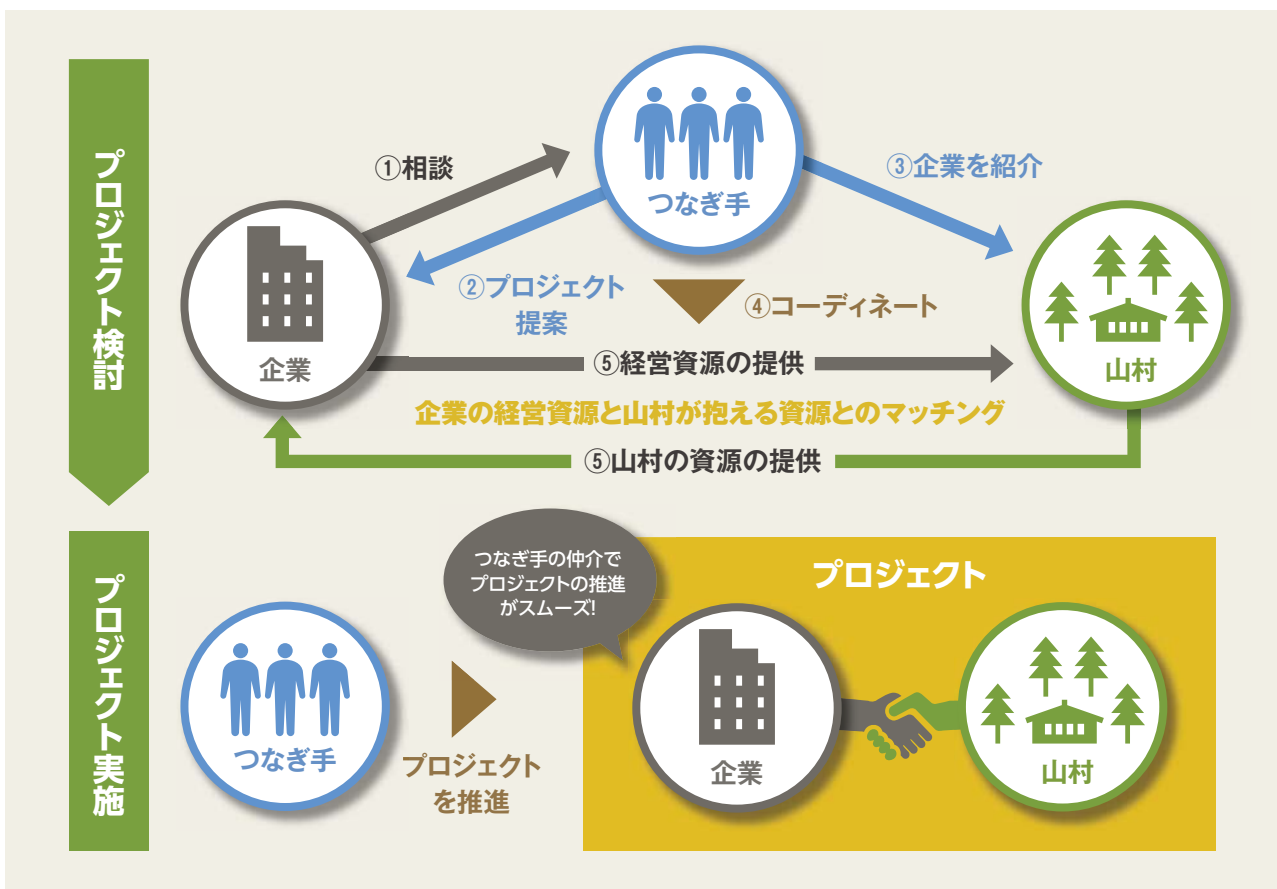 プロジェクト検討
つなぎ手
①相談
③企業を紹介
②プロジェクト
提案
④コーディネート
企業
⑤経営資源の提供
山村
企業の経営資源と山村が抱える資源とのマッチング
⑤山村の資源の提供
プロジェクト実施
つなぎ手
プロジェクト
を推進
つなぎ手の仲介で
プロジェクトの推進
がスムーズ!
プロジェクト
企業
山村